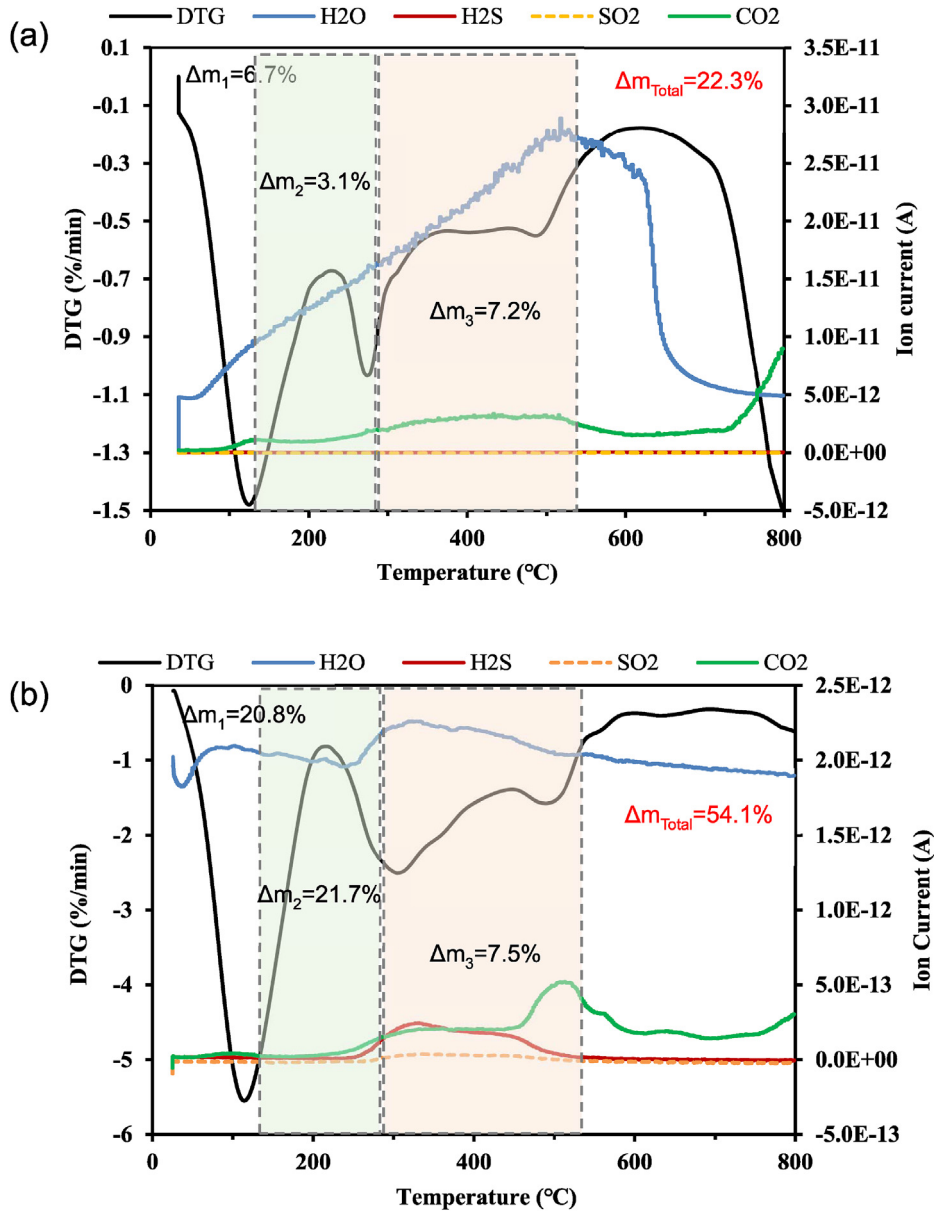 DTG H2O H2S SO2 CO2
(a)
0.1 3.5E-11
Δm1=6.7% ΔmTotal=22.3%
-0.1 3.0E-11
-0.3 2.5E-11
Δm2=3.1%
-0.5 2.0E-11
-0.7 1.5E-11
Δm3=7.2%
-0.9 1.0E-11
-1.1 5.0E-12
-1.3 0.0E+00
-1.5 -5.0E-12
DTG (%/min)
Ion current (A)
0 200 400 600 800
Temperature (℃)
DTG H2O H2S SO2 CO2
(b)
0 2.5E-12
Δm1=20.8%
-1 2.0E-12
ΔmTotal=54.1%
-2 1.5E-12
Δm2=21.7%
-3 1.0E-12
Δm3=7.5%
-4 5.0E-13
-5 0.0E+00
-6 -5.0E-13
DTG (%/min)
Ion Current (A)
0 200 400 600 800
Temperature (℃)